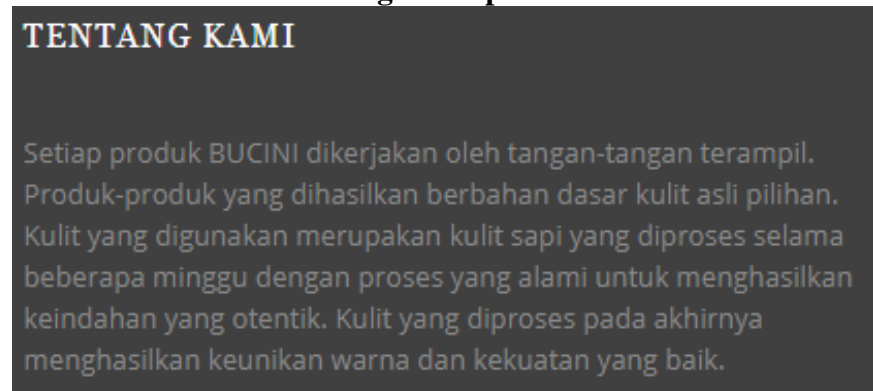 TENTANG KAMI
Setiap produk BUCINI dikerjakan oleh tangan-tangan terampil.
Produk-produk yang dihasilkan berbahan dasar kulit asli pilihan.
Kulit yang digunakan merupakan kulit sapi yang diproses selama
beberapa minggu dengan proses yang alami untuk menghasilkan
keindahan yang otentik. Kulit yang diproses pada akhirnya
menghasilkan keunikan warna dan kekuatan yang baik.